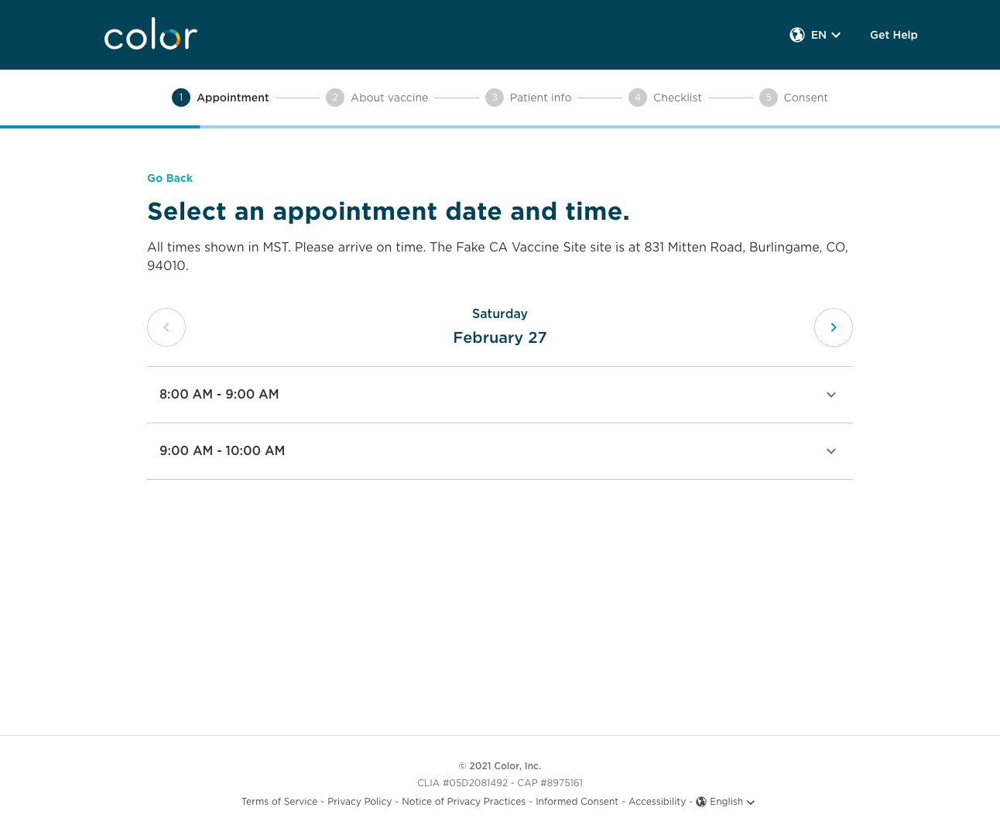 color
EN
Get Help
1 Appointment
2 About vaccine
3 Patient info
4 Checklist
5 Consent
Go Back
Select an appointment date and time.
All times shown in MST. Please arrive on time. The Fake CA Vaccine Site site is at 831 Mitten Road, Burlingame, CO,
94010.
Saturday
February 27
8:00 AM - 9:00 AM
9:00 AM - 10:00 AM
© 2021 Color, Inc.
CLIA #05D2081492 - CAP #8975161
Terms of Service - Privacy Policy - Notice of Privacy Practices - Informed Consent - Accessibility - English